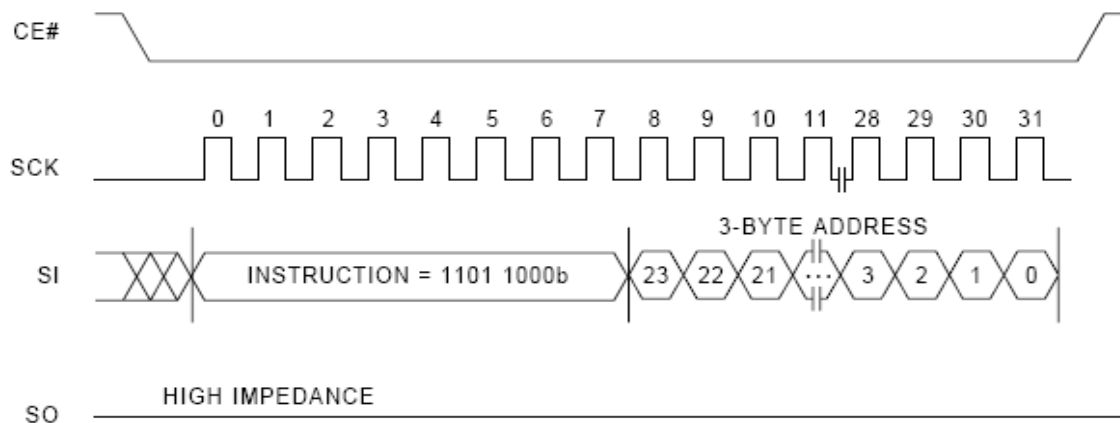 CE#
0 1 2 3 4 5 6 7 8 9 10 11 28 29 30 31
SCK
3-BYTE ADDRESS
SI INSTRUCTION = 1101 1000b 23 22 21 ... 3 2 1 0
HIGH IMPEDANCE
SO